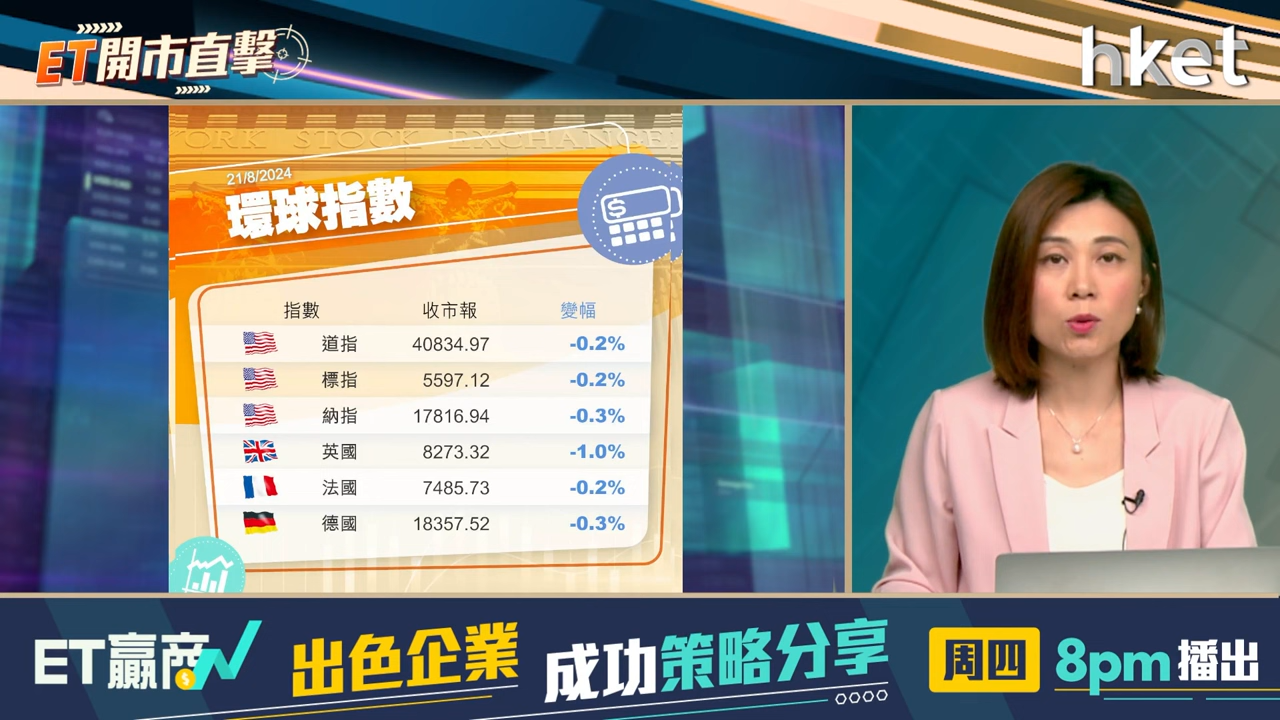 ET開市直擊
hket
YORK STOCK EXCHANGE
21/8/2024
環球指數
指數 收市報 變幅
道指 40834.97 -0.2%
標指 5597.12 -0.2%
納指 17816.94 -0.3%
英國 8273.32 -1.0%
法國 7485.73 -0.2%
德國 18357.52 -0.3%
ET贏商 出色企業 成功策略分享 周四 8pm播出